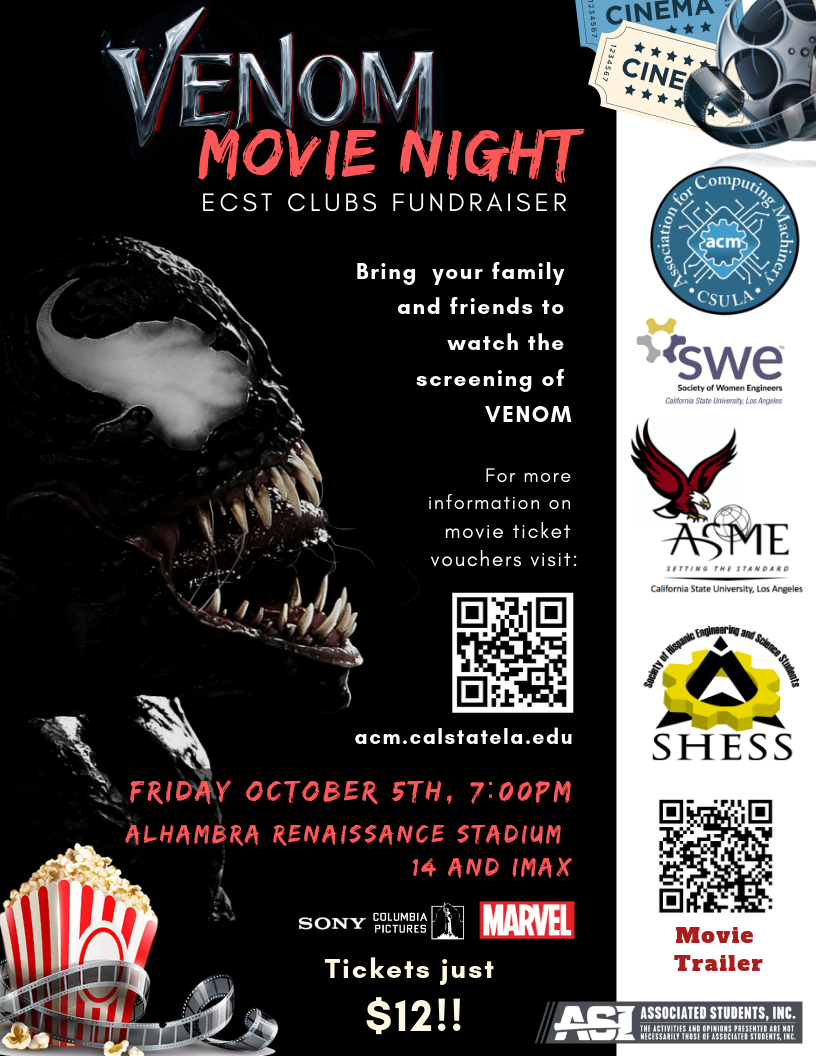 CINEMA
1234567
CINE
1234567
VENOM
MOVIE NIGHT
ECST CLUBS FUNDRAISER
Bring your family
and friends to
watch the
screening of
VENOM
For more
information on
movie ticket
vouchers visit:
acm.calstatela.edu
FRIDAY OCTOBER 5TH, 7:00PM
ALHAMBRA RENAISSANCE STADIUM
14 AND IMAX
SONY
COLUMBIA
PICTURES
MARVEL
Tickets just
$12!!
Association for Computing Machinery
acm
• CSULA •
swe™
Society of Women Engineers
California State University, Los Angeles
ASME
SETTING THE STANDARD
California State University, Los Angeles
Society of Hispanic Engineering and Science Students
SHESS
Movie
Trailer
ASI
ASSOCIATED STUDENTS, INC.
THE ACTIVITIES AND OPINIONS PRESENTED ARE NOT
NECESSARILY THOSE OF ASSOCIATED STUDENTS, INC.